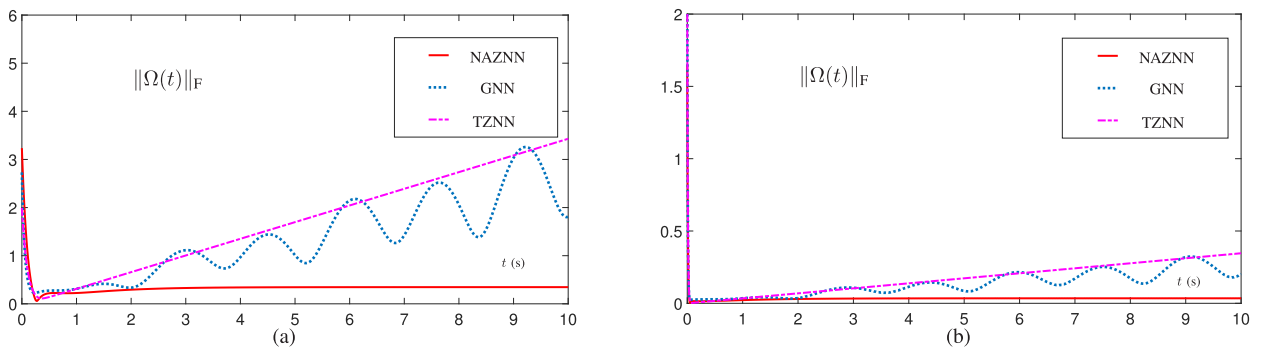 6
5
4
3
2
1
0
0 1 2 3 4 5 6 7 8 9 10
‖Ω(t)‖F
NAZNN
GNN
TZNN
t (s)
(a)
2
1.5
1
0.5
0
0 1 2 3 4 5 6 7 8 9 10
‖Ω(t)‖F
NAZNN
GNN
TZNN
t (s)
(b)